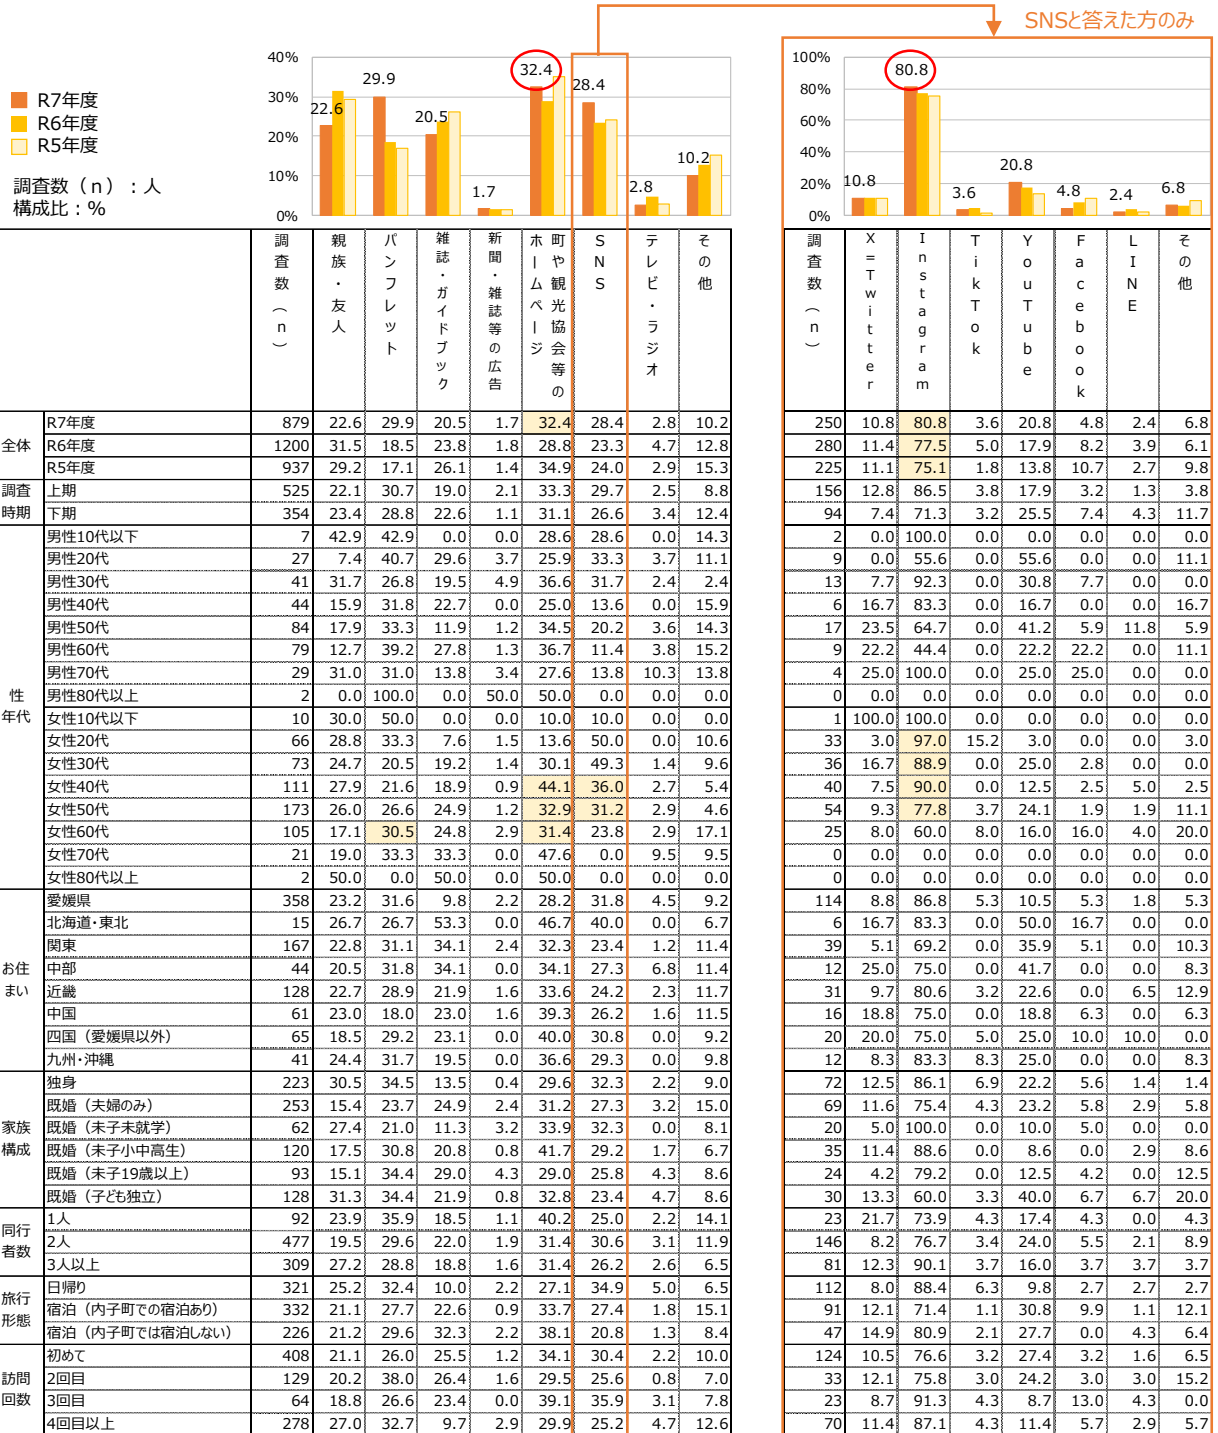 SNSと答えた方のみ
R7年度
R6年度
R5年度
調査数（n）：人
構成比：%
40%
30%
20%
10%
0%
22.6
29.9
20.5
1.7
32.4
28.4
2.8
10.2
100%
80%
60%
40%
20%
0%
10.8
80.8
3.6
20.8
4.8
2.4
6.8
調査数（n） 親族・友人 パンフレット 雑誌・ガイドブック 新聞・雑誌等の広告 町や観光協会等のホームページ SNS テレビ・ラジオ その他 調査数（n） X=Twitter Instagram TikTok YouTube Facebook LINE その他
全体
R7年度 879 22.6 29.9 20.5 1.7 32.4 28.4 2.8 10.2 250 10.8 80.8 3.6 20.8 4.8 2.4 6.8
R6年度 1200 31.5 18.5 23.8 1.8 28.8 23.3 4.7 12.8 280 11.4 77.5 5.0 17.9 8.2 3.9 6.1
R5年度 937 29.2 17.1 26.1 1.4 34.9 24.0 2.9 15.3 225 11.1 75.1 1.8 13.8 10.7 2.7 9.8
調査時期
上期 525 22.1 30.7 19.0 2.1 33.3 29.7 2.5 8.8 156 12.8 86.5 3.8 17.9 3.2 1.3 3.8
下期 354 23.4 28.8 22.6 1.1 31.1 26.6 3.4 12.4 94 7.4 71.3 3.2 25.5 7.4 4.3 11.7
性年代
男性10代以下 7 42.9 42.9 0.0 0.0 28.6 28.6 0.0 14.3 2 0.0 100.0 0.0 0.0 0.0 0.0 0.0
男性20代 27 7.4 40.7 29.6 3.7 25.9 33.3 3.7 11.1 9 0.0 55.6 0.0 55.6 0.0 0.0 11.1
男性30代 41 31.7 26.8 19.5 4.9 36.6 31.7 2.4 2.4 13 7.7 92.3 0.0 30.8 7.7 0.0 0.0
男性40代 44 15.9 31.8 22.7 0.0 25.0 13.6 0.0 15.9 6 16.7 83.3 0.0 16.7 0.0 0.0 16.7
男性50代 84 17.9 33.3 11.9 1.2 34.5 20.2 3.6 14.3 17 23.5 64.7 0.0 41.2 5.9 11.8 5.9
男性60代 79 12.7 39.2 27.8 1.3 36.7 11.4 3.8 15.2 9 22.2 44.4 0.0 22.2 22.2 0.0 11.1
男性70代 29 31.0 31.0 13.8 3.4 27.6 13.8 10.3 13.8 4 25.0 100.0 0.0 25.0 25.0 0.0 0.0
男性80代以上 2 0.0 100.0 0.0 50.0 50.0 0.0 0.0 0.0 0 0.0 0.0 0.0 0.0 0.0 0.0 0.0
女性10代以下 10 30.0 50.0 0.0 0.0 10.0 10.0 0.0 0.0 1 100.0 100.0 0.0 0.0 0.0 0.0 0.0
女性20代 66 28.8 33.3 7.6 1.5 13.6 50.0 0.0 10.6 33 3.0 97.0 15.2 3.0 0.0 0.0 3.0
女性30代 73 24.7 20.5 19.2 1.4 30.1 49.3 1.4 9.6 36 16.7 88.9 0.0 25.0 2.8 0.0 0.0
女性40代 111 27.9 21.6 18.9 0.9 44.1 36.0 2.7 5.4 40 7.5 90.0 0.0 12.5 2.5 5.0 2.5
女性50代 173 26.0 26.6 24.9 1.2 32.9 31.2 2.9 4.6 54 9.3 77.8 3.7 24.1 1.9 1.9 11.1
女性60代 105 17.1 30.5 24.8 2.9 31.4 23.8 2.9 17.1 25 8.0 60.0 8.0 16.0 16.0 4.0 20.0
女性70代 21 19.0 33.3 33.3 0.0 47.6 0.0 9.5 9.5 0 0.0 0.0 0.0 0.0 0.0 0.0 0.0
女性80代以上 2 50.0 0.0 50.0 0.0 50.0 0.0 0.0 0.0 0 0.0 0.0 0.0 0.0 0.0 0.0 0.0
お住まい
愛媛県 358 23.2 31.6 9.8 2.2 28.2 31.8 4.5 9.2 114 8.8 86.8 5.3 10.5 5.3 1.8 5.3
北海道・東北 15 26.7 26.7 53.3 0.0 46.7 40.0 0.0 6.7 6 16.7 83.3 0.0 50.0 16.7 0.0 0.0
関東 167 22.8 31.1 34.1 2.4 32.3 23.4 1.2 11.4 39 5.1 69.2 0.0 35.9 5.1 0.0 10.3
中部 44 20.5 31.8 34.1 0.0 34.1 27.3 6.8 11.4 12 25.0 75.0 0.0 41.7 0.0 0.0 8.3
近畿 128 22.7 28.9 21.9 1.6 33.6 24.2 2.3 11.7 31 9.7 80.6 3.2 22.6 0.0 6.5 12.9
中国 61 23.0 18.0 23.0 1.6 39.3 26.2 1.6 11.5 16 18.8 75.0 0.0 18.8 6.3 0.0 6.3
四国（愛媛県以外） 65 18.5 29.2 23.1 0.0 40.0 30.8 0.0 9.2 20 20.0 75.0 5.0 25.0 10.0 10.0 0.0
九州・沖縄 41 24.4 31.7 19.5 0.0 36.6 29.3 0.0 9.8 12 8.3 83.3 8.3 25.0 0.0 0.0 8.3
家族構成
独身 223 30.5 34.5 13.5 0.4 29.6 32.3 2.2 9.0 72 12.5 86.1 6.9 22.2 5.6 1.4 1.4
既婚（夫婦のみ） 253 15.4 23.7 24.9 2.4 31.2 27.3 3.2 15.0 69 11.6 75.4 4.3 23.2 5.8 2.9 5.8
既婚（末子未就学） 62 27.4 21.0 11.3 3.2 33.9 32.3 0.0 8.1 20 5.0 100.0 0.0 10.0 5.0 0.0 0.0
既婚（末子小中高生） 120 17.5 30.8 20.8 0.8 41.7 29.2 1.7 6.7 35 11.4 88.6 0.0 8.6 0.0 2.9 8.6
既婚（末子19歳以上） 93 15.1 34.4 29.0 4.3 29.0 25.8 4.3 8.6 24 4.2 79.2 0.0 12.5 4.2 0.0 12.5
既婚（子ども独立） 128 31.3 34.4 21.9 0.8 32.8 23.4 4.7 8.6 30 13.3 60.0 3.3 40.0 6.7 6.7 20.0
同行者数
1人 92 23.9 35.9 18.5 1.1 40.2 25.0 2.2 14.1 23 21.7 73.9 4.3 17.4 4.3 0.0 4.3
2人 477 19.5 29.6 22.0 1.9 31.4 30.6 3.1 11.9 146 8.2 76.7 3.4 24.0 5.5 2.1 8.9
3人以上 309 27.2 28.8 18.8 1.6 31.4 26.2 2.6 6.5 81 12.3 90.1 3.7 16.0 3.7 3.7 3.7
旅行形態
日帰り 321 25.2 32.4 10.0 2.2 27.1 34.9 5.0 6.5 112 8.0 88.4 6.3 9.8 2.7 2.7 2.7
宿泊（内子町での宿泊あり） 332 21.1 27.7 22.6 0.9 33.7 27.4 1.8 15.1 91 12.1 71.4 1.1 30.8 9.9 1.1 12.1
宿泊（内子町では宿泊しない） 226 21.2 29.6 32.3 2.2 38.1 20.8 1.3 8.4 47 14.9 80.9 2.1 27.7 0.0 4.3 6.4
訪問回数
初めて 408 21.1 26.0 25.5 1.2 34.1 30.4 2.2 10.0 124 10.5 76.6 3.2 27.4 3.2 1.6 6.5
2回目 129 20.2 38.0 26.4 1.6 29.5 25.6 0.8 7.0 33 12.1 75.8 3.0 24.2 3.0 3.0 15.2
3回目 64 18.8 26.6 23.4 0.0 39.1 35.9 3.1 7.8 23 8.7 91.3 4.3 8.7 13.0 4.3 0.0
4回目以上 278 27.0 32.7 9.7 2.9 29.9 25.2 4.7 12.6 70 11.4 87.1 4.3 11.4 5.7 2.9 5.7